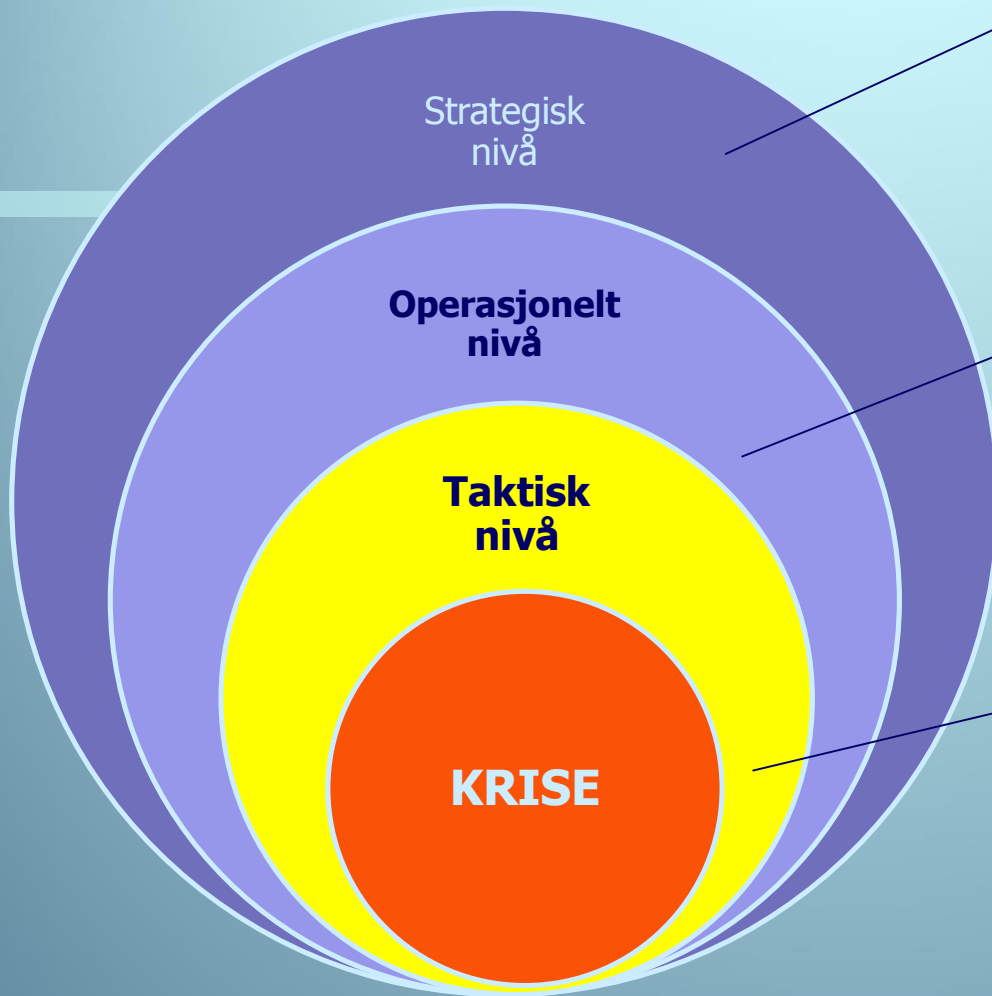 Strategisk
nivå
Operasjonelt
nivå
Taktisk
nivå
KRISE